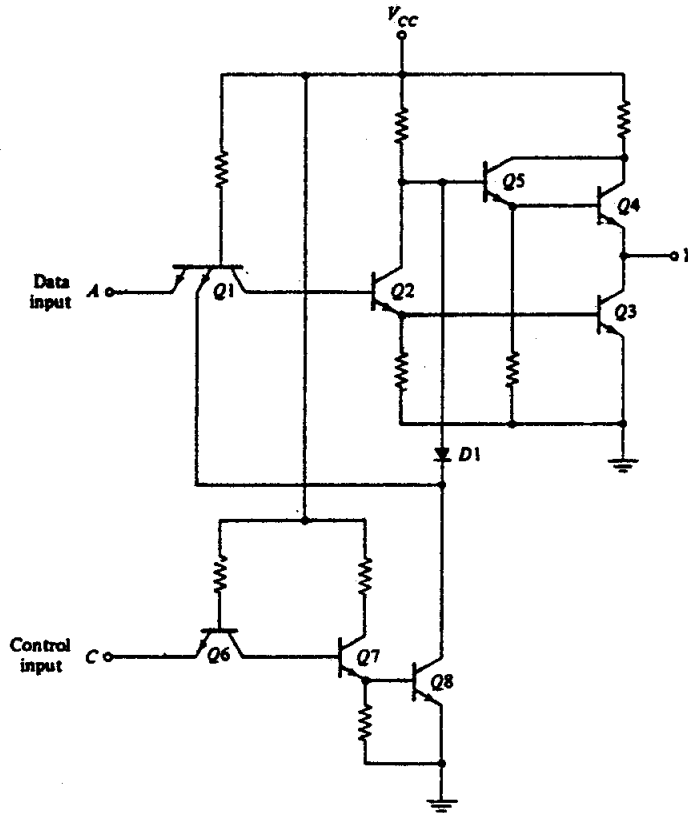 V_CC
Q5
Q4
Data
input
A
Q1
Q2
Y
Q3
D1
Control
input
C
Q6
Q7
Q8